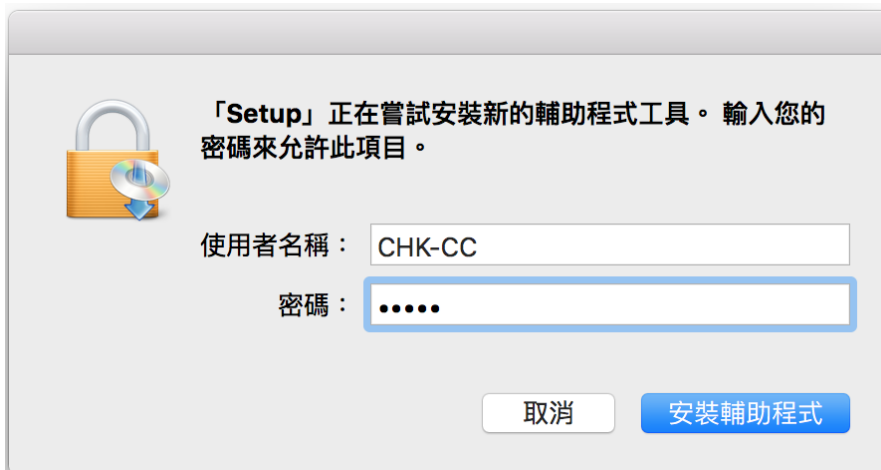 「Setup」正在嘗試安裝新的輔助程式工具。 輸入您的
密碼來允許此項目。
使用者名稱： CHK-CC
密碼： •••••
取消 安裝輔助程式